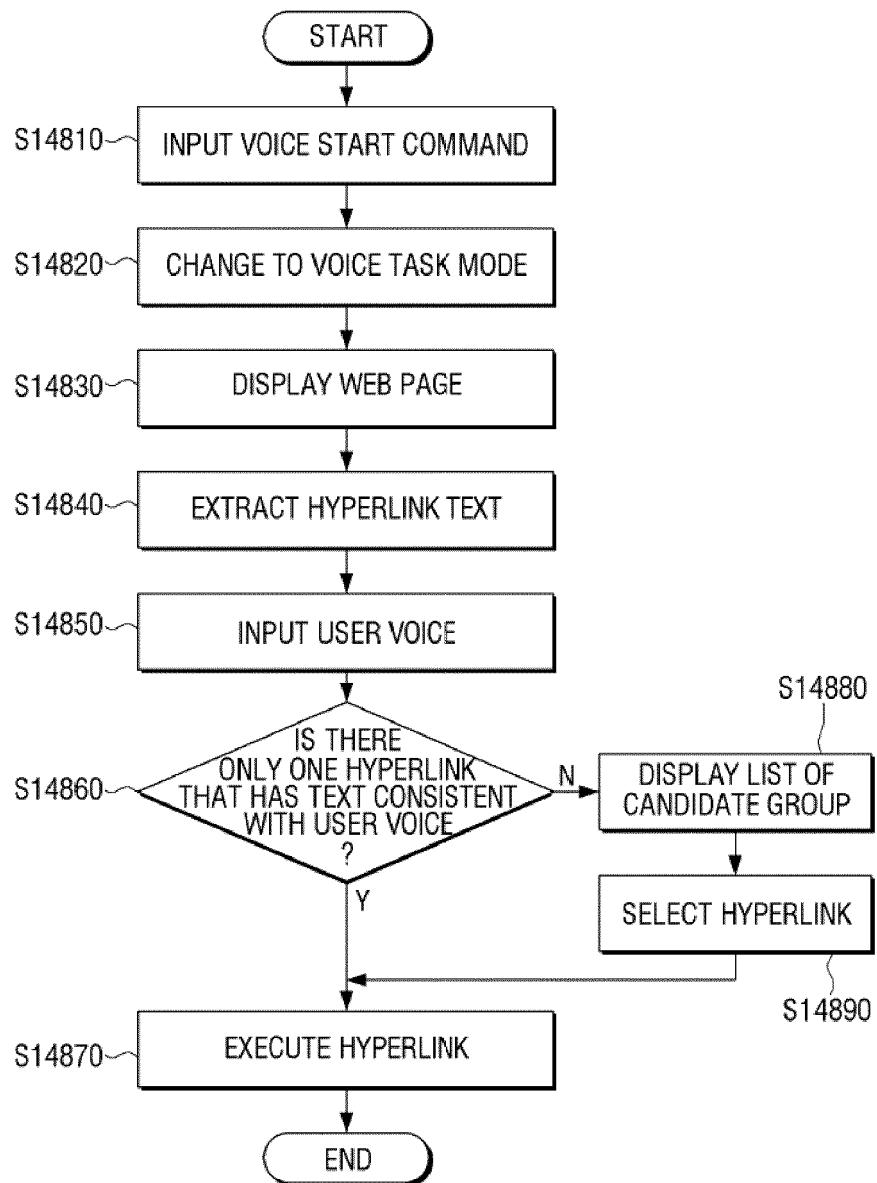 START
S14810
INPUT VOICE START COMMAND
S14820
CHANGE TO VOICE TASK MODE
S14830
DISPLAY WEB PAGE
S14840
EXTRACT HYPERLINK TEXT
S14850
INPUT USER VOICE
S14860
IS THERE
ONLY ONE HYPERLINK
THAT HAS TEXT CONSISTENT
WITH USER VOICE
?
N
Y
S14880
DISPLAY LIST OF
CANDIDATE GROUP
SELECT HYPERLINK
S14890
S14870
EXECUTE HYPERLINK
END